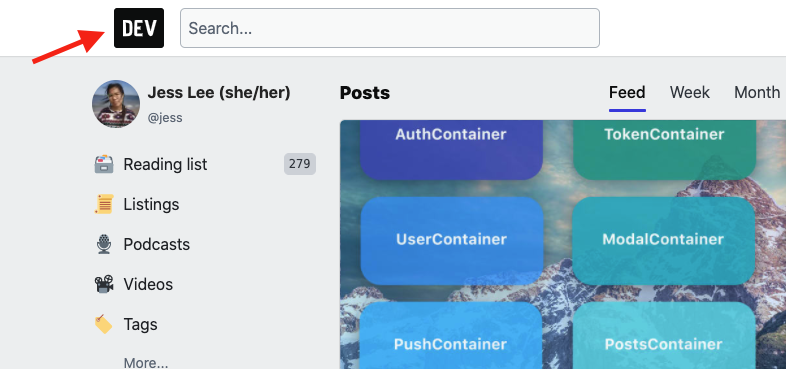 DEV
Search...
Jess Lee (she/her)
@jess
Reading list 279
Listings
Podcasts
Videos
Tags
More...
Posts
Feed Week Month
AuthContainer TokenContainer
UserContainer ModalContainer
PushContainer PostsContainer